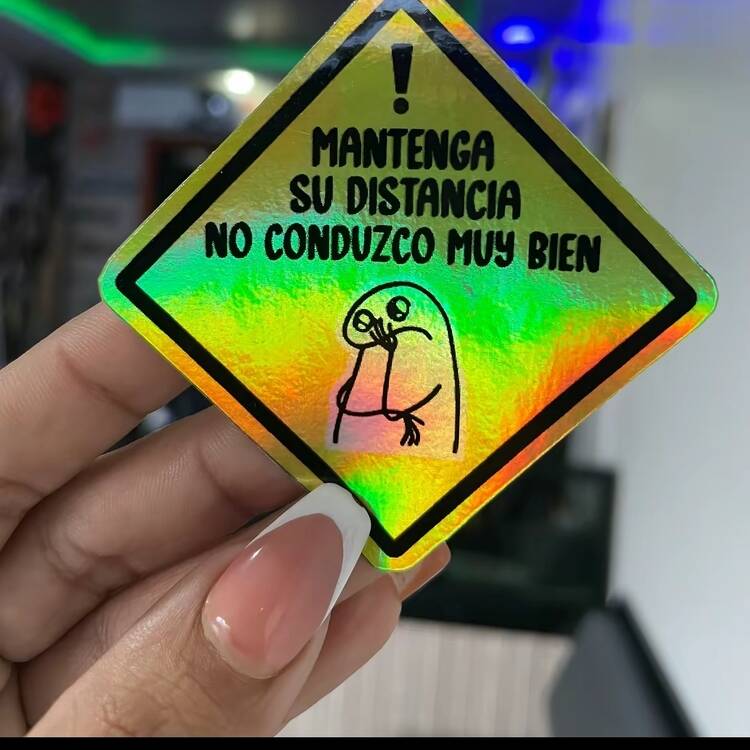 !
MANTENGA
SU DISTANCIA
NO CONDUZCO MUY BIEN